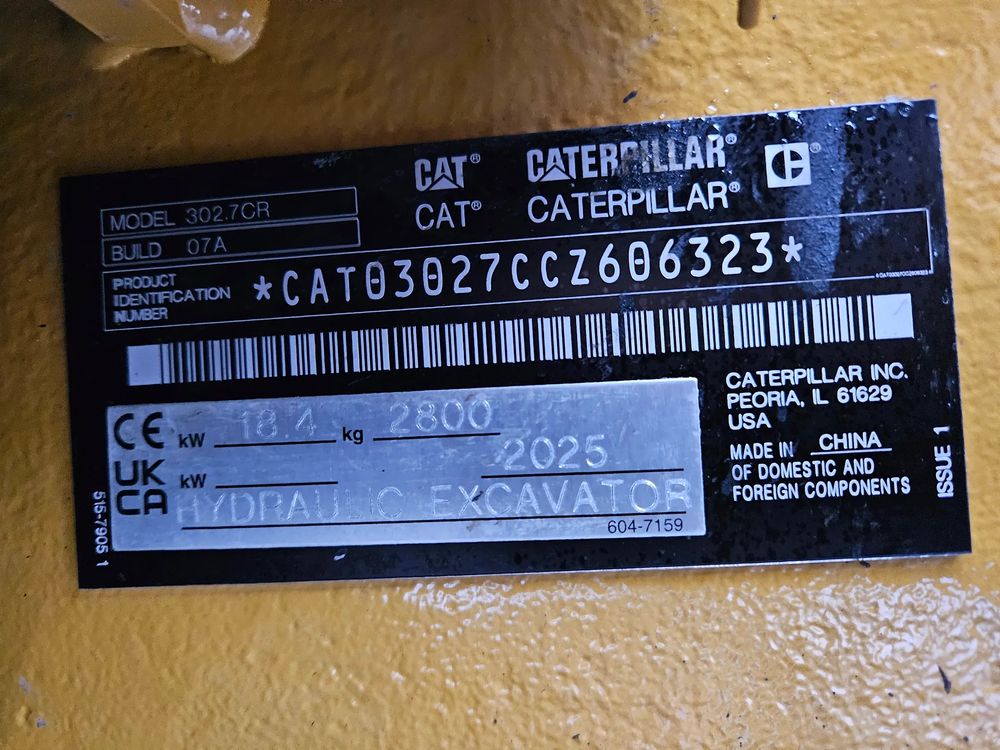 CAT® CATERPILLAR® ®
CAT® CATERPILLAR®
MODEL 302.7CR
BUILD 07A
PRODUCT
IDENTIFICATION
NUMBER
*CAT03027CCZ606323*
CE kW 18.4 kg 2800
UK
CA kW 2025
HYDRAULIC EXCAVATOR
604-7159
515-7905 1
CATERPILLAR INC.
PEORIA, IL 61629
USA
MADE IN CHINA
OF DOMESTIC AND
FOREIGN COMPONENTS
ISSUE 1